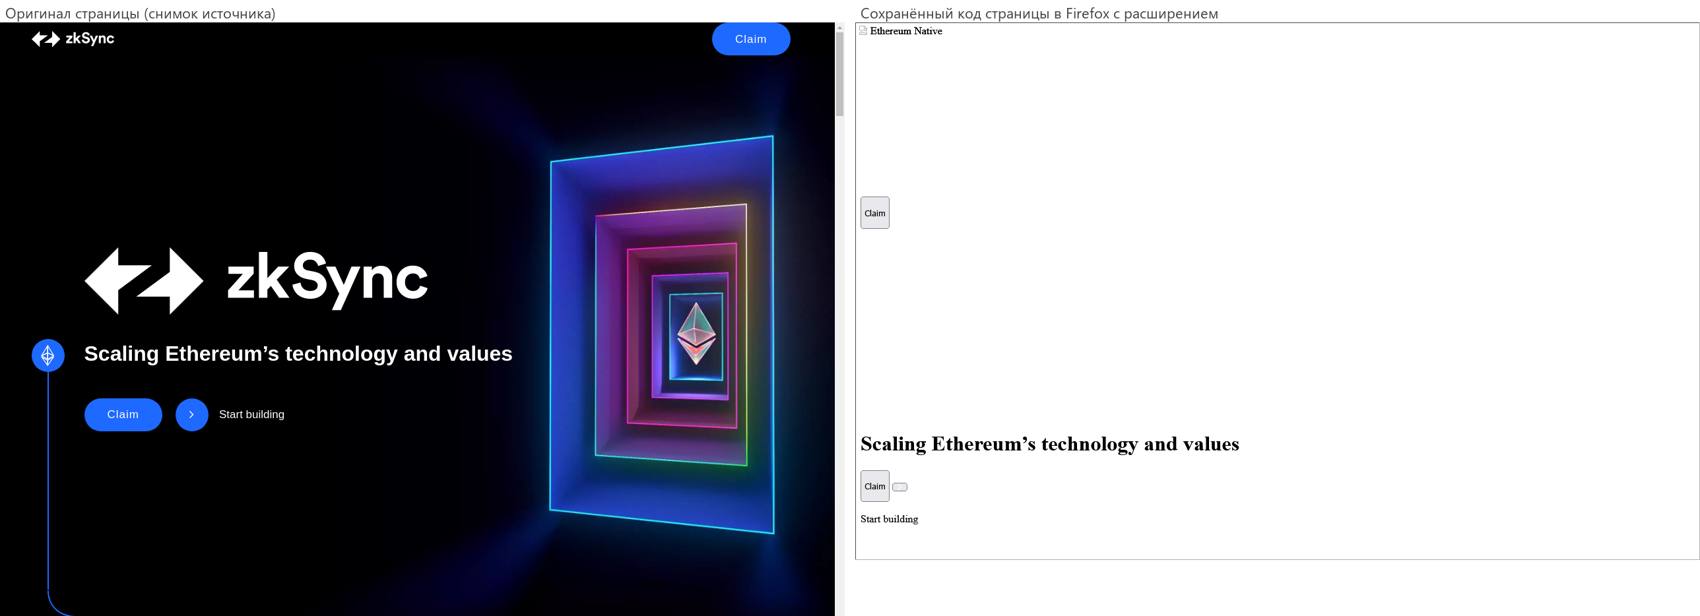 Оригинал страницы (снимок источника)
zkSync
Claim
zkSync
Scaling Ethereum’s technology and values
Claim
Start building
Сохранённый код страницы в Firefox с расширением
Ethereum Native
Claim
Scaling Ethereum’s technology and values
Claim
Start building